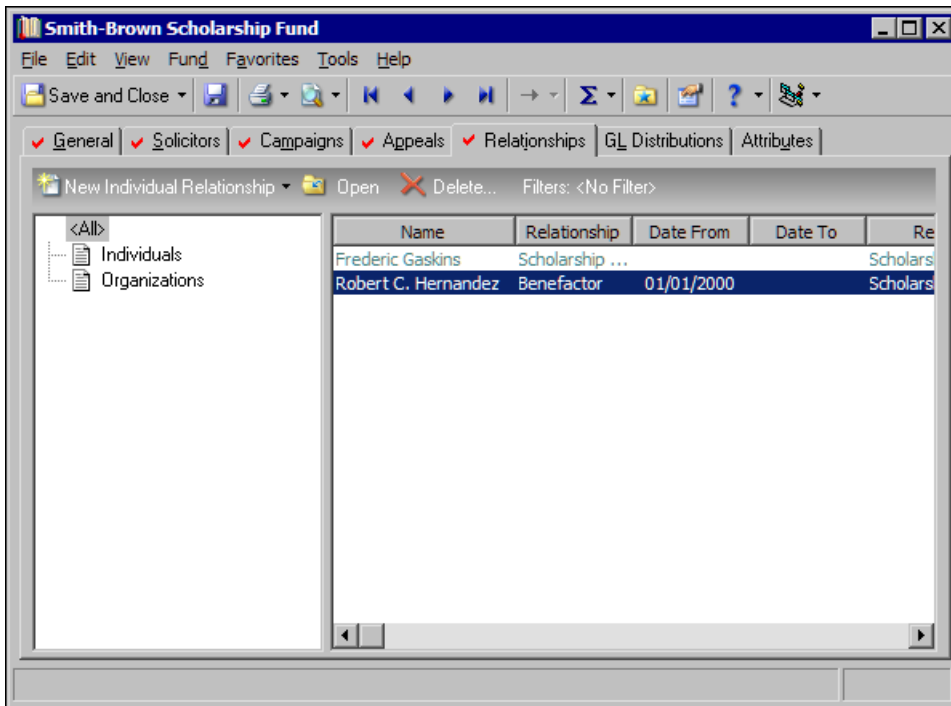 Smith-Brown Scholarship Fund
File Edit View Fund Favorites Tools Help
Save and Close Σ ?
General Solicitors Campaigns Appeals Relationships GL Distributions Attributes
New Individual Relationship Open Delete... Filters: <No Filter>
<All>
Individuals
Organizations
Name Relationship Date From Date To Re
Frederic Gaskins Scholarship ... Scholars
Robert C. Hernandez Benefactor 01/01/2000 Scholars